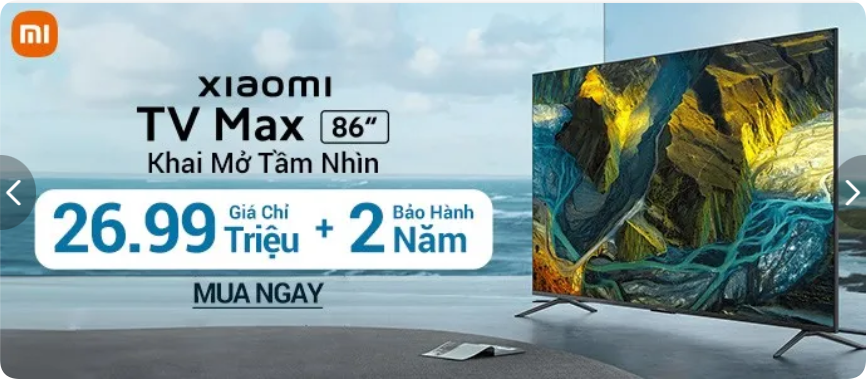 mi
xiaomi
TV Max 86"
Khai Mở Tầm Nhìn
26.99 Giá Chỉ Triệu + 2 Bảo Hành Năm
MUA NGAY